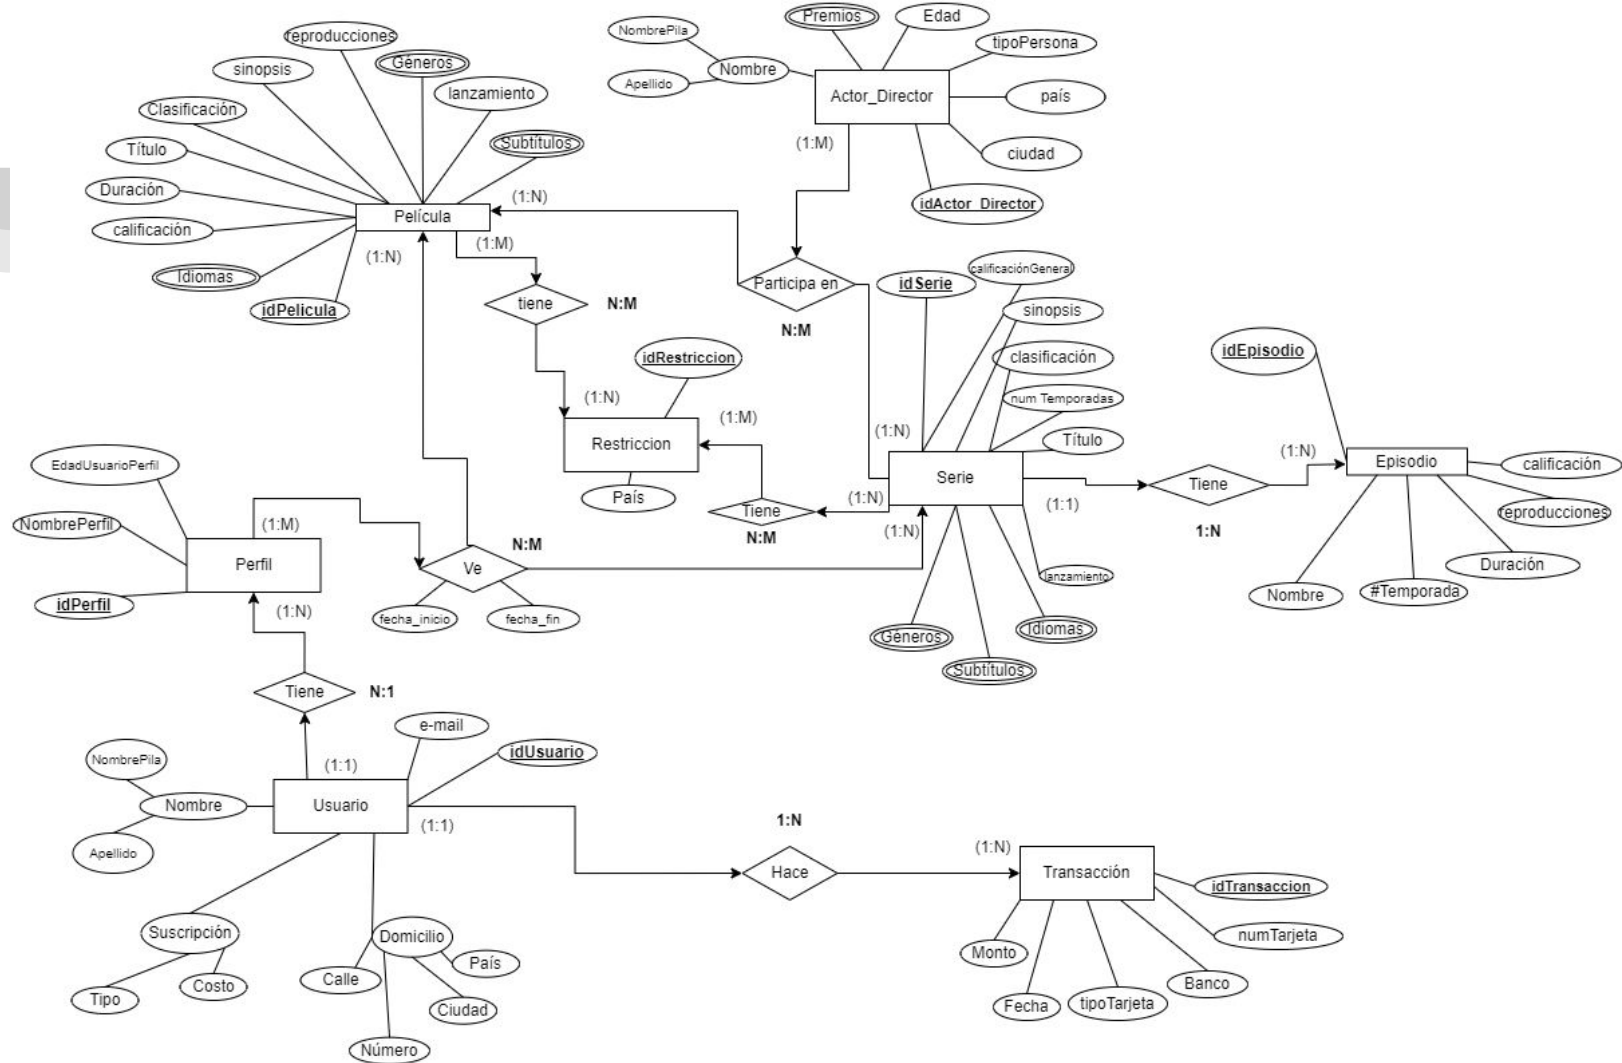 Premios
Edad
NombrePila
reproducciones
tipoPersona
Géneros
sinopsis
Nombre
Apellido
lanzamiento
Actor_Director
país
Clasificación
(1:M)
Subtítulos
Título
ciudad
Duración
(1:N)
idActor_Director
Película
calificación
(1:N)
(1:M)
Idiomas
calificaciónGeneral
idSerie
Participa en
idPelicula
tiene
N:M
sinopsis
N:M
idRestriccion
clasificación
idEpisodio
(1:N)
(1:M)
num Temporadas
(1:N)
Restriccion
Título
(1:N)
Episodio
EdadUsuarioPerfil
calificación
Serie
Tiene
País
(1:N)
(1:1)
Tiene
reproducciones
NombrePerfil
(1:M)
(1:N)
1:N
N:M
N:M
Perfil
Ve
Duración
lanzamiento
#Temporada
Nombre
idPerfil
(1:N)
fecha_inicio
fecha_fin
Idiomas
Géneros
Subtítulos
Tiene
N:1
e-mail
idUsuario
NombrePila
(1:1)
Nombre
Usuario
(1:1)
1:N
Apellido
(1:N)
Hace
Transacción
idTransaccion
Suscripción
Domicilio
numTarjeta
Monto
País
Calle
Costo
Banco
Tipo
Ciudad
Fecha
tipoTarjeta
Número